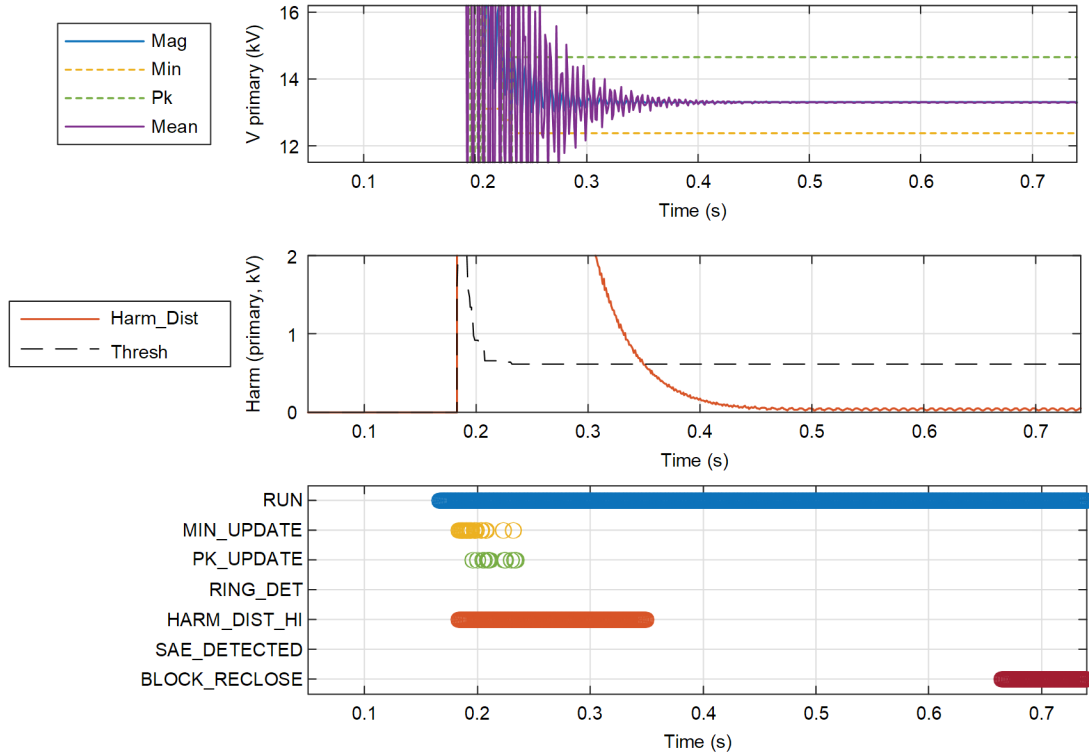 Mag
Min
Pk
Mean
V primary (kV)
16
14
12
0.1
0.2
0.3
0.4
0.5
0.6
0.7
Time (s)
Harm_Dist
Thresh
Harm (primary, kV)
2
1
0
0.1
0.2
0.3
0.4
0.5
0.6
0.7
Time (s)
RUN
MIN_UPDATE
PK_UPDATE
RING_DET
HARM_DIST_HI
SAE_DETECTED
BLOCK_RECLOSE
0.1
0.2
0.3
0.4
0.5
0.6
0.7
Time (s)